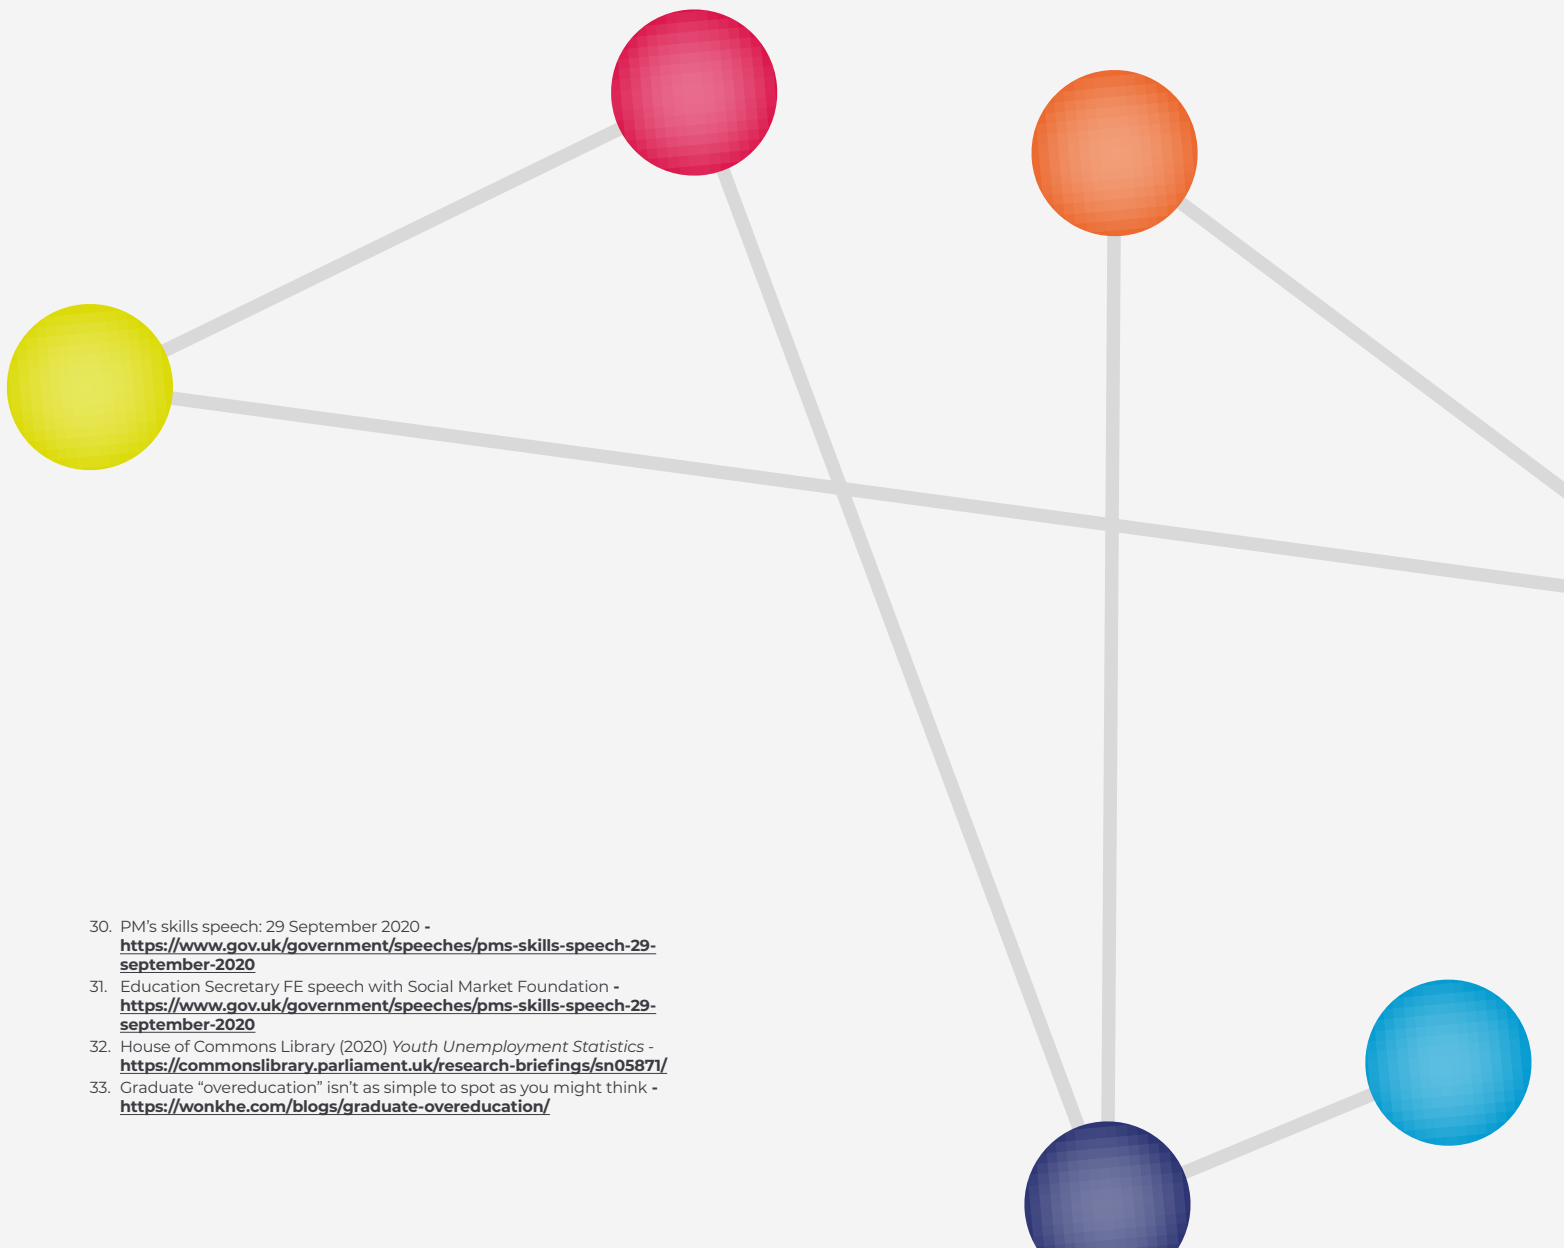 30. PM’s skills speech: 29 September 2020 -
https://www.gov.uk/government/speeches/pms-skills-speech-29-
september-2020
31. Education Secretary FE speech with Social Market Foundation -
https://www.gov.uk/government/speeches/pms-skills-speech-29-
september-2020
32. House of Commons Library (2020) Youth Unemployment Statistics -
https://commonslibrary.parliament.uk/research-briefings/sn05871/
33. Graduate “overeducation” isn’t as simple to spot as you might think -
https://wonkhe.com/blogs/graduate-overeducation/